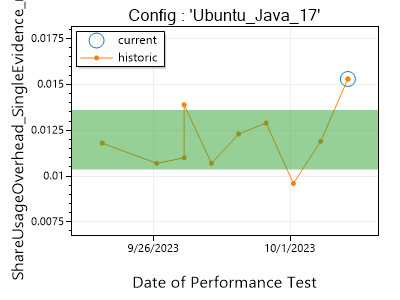 Config : 'Ubuntu_Java_17'
ShareUsageOverhead_SingleEvidence_
0.0175
0.015
0.0125
0.01
0.0075
current
historic
9/26/2023
10/1/2023
Date of Performance Test